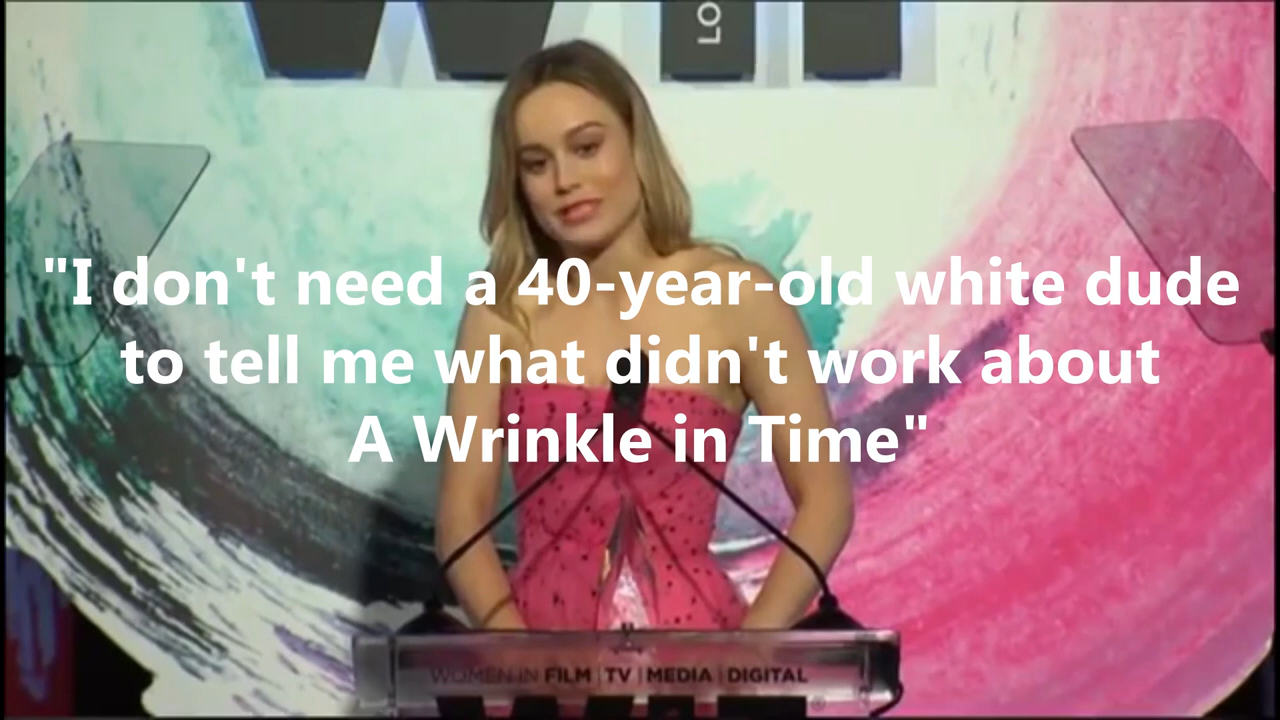 LO
"I don't need a 40-year-old white dude
to tell me what didn't work about
A Wrinkle in Time"
WOMEN IN FILM | TV | MEDIA | DIGITAL